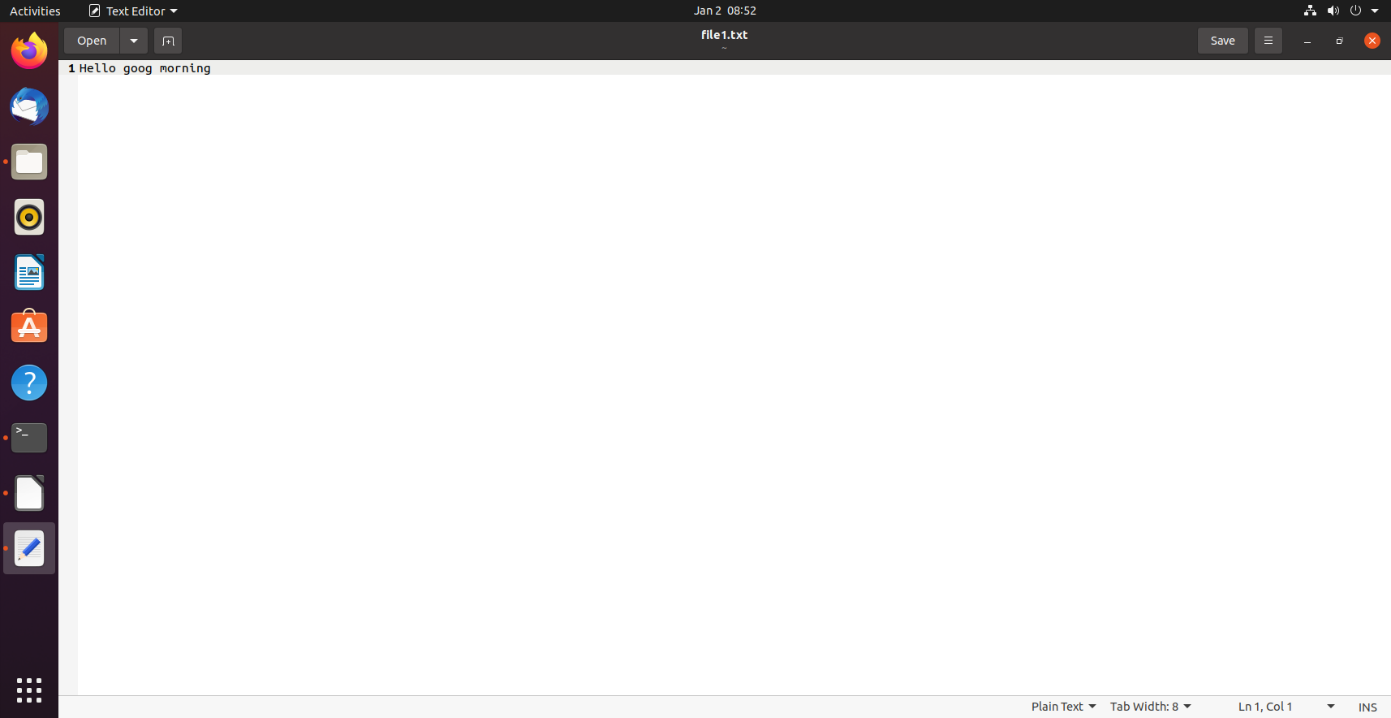 Activities Text Editor Jan 2 08:52
Open file1.txt Save
~
1 Hello goog morning
Plain Text Tab Width: 8 Ln 1, Col 1 INS